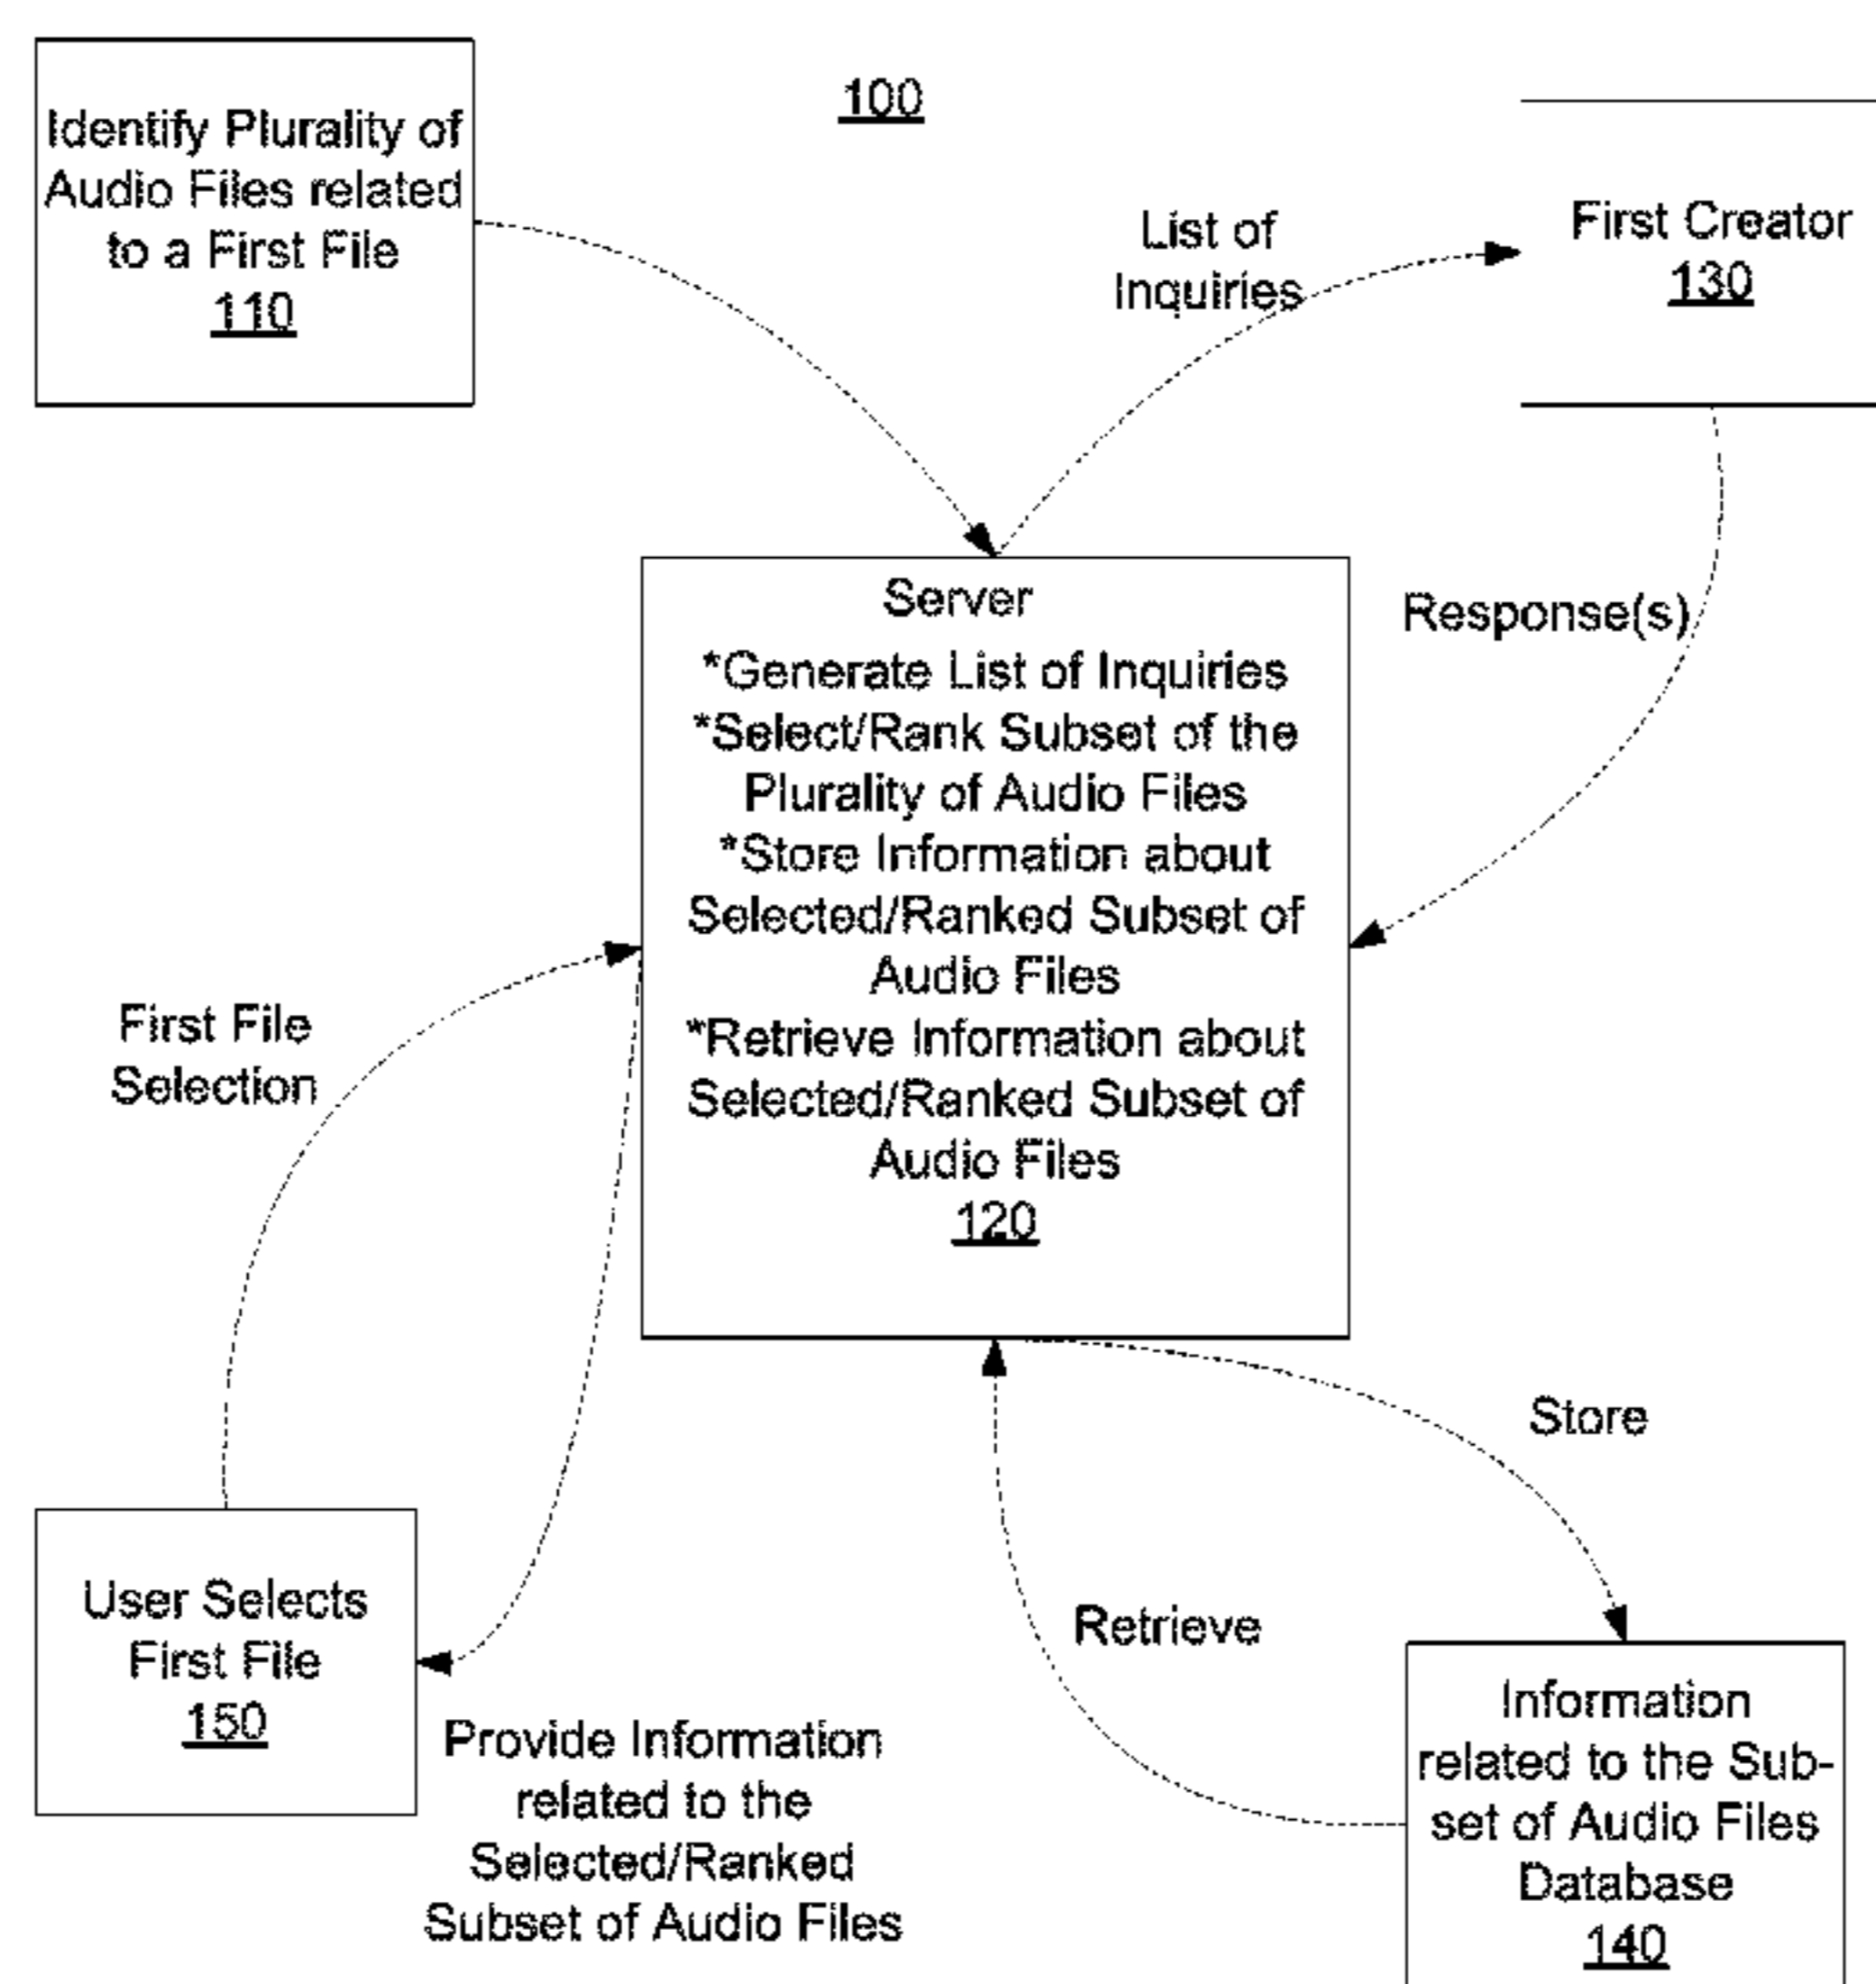 100
Identify Plurality of
Audio Files related
to a First File
110
List of
Inquiries
First Creator
130
Response(s)
Server
*Generate List of Inquiries
*Select/Rank Subset of the
Plurality of Audio Files
*Store Information about
Selected/Ranked Subset of
Audio Files
*Retrieve Information about
Selected/Ranked Subset of
Audio Files
120
First File
Selection
Store
Retrieve
User Selects
First File
150
Provide Information
related to the
Selected/Ranked
Subset of Audio Files
Information
related to the Sub-
set of Audio Files
Database
140